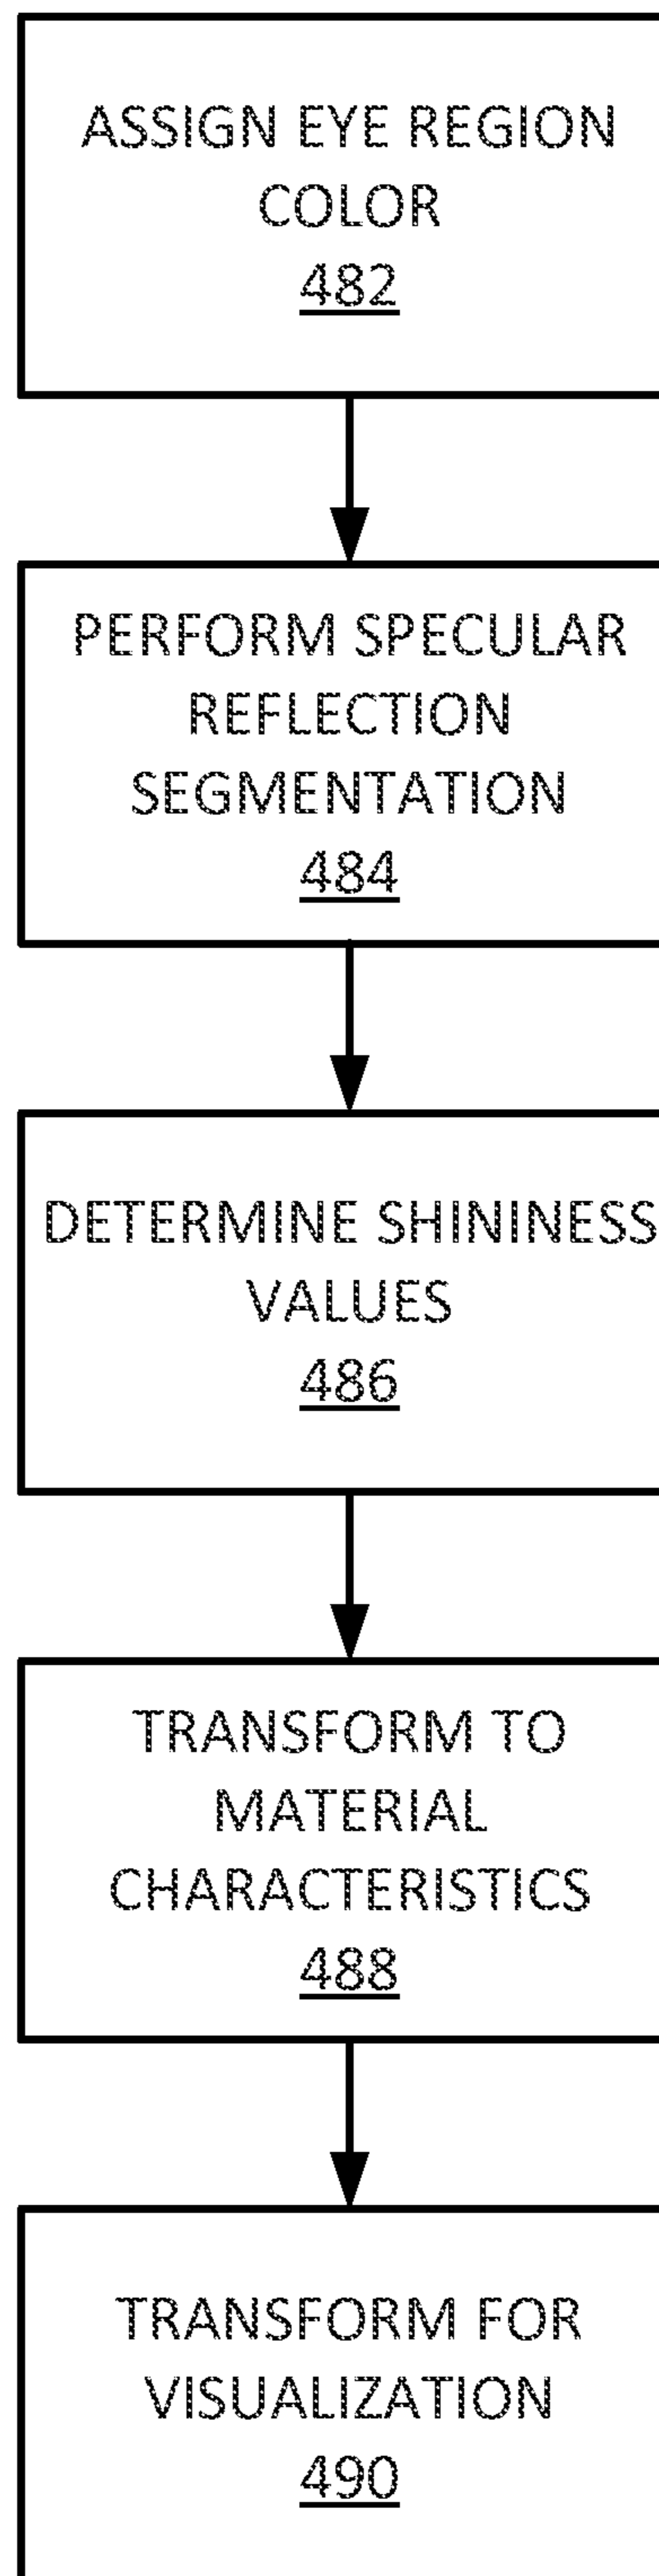 ASSIGN EYE REGION
COLOR
482
PERFORM SPECULAR
REFLECTION
SEGMENTATION
484
DETERMINE SHININESS
VALUES
486
TRANSFORM TO
MATERIAL
CHARACTERISTICS
488
TRANSFORM FOR
VISUALIZATION
490